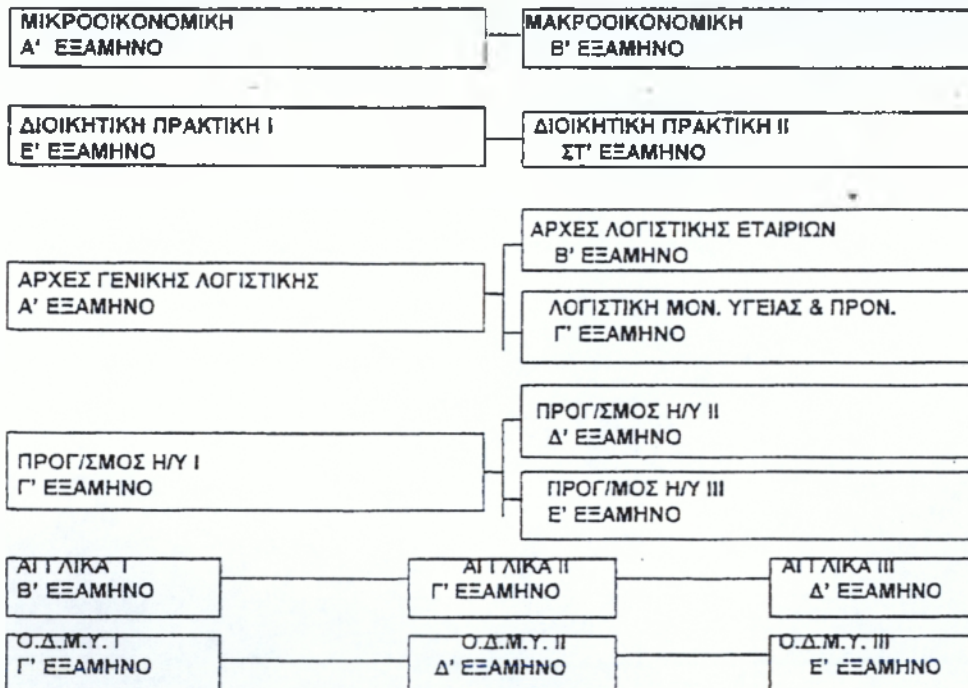 ΜΙΚΡΟΟΙΚΟΝΟΜΙΚΗ
Α' ΕΞΑΜΗΝΟ
ΜΑΚΡΟΟΙΚΟΝΟΜΙΚΗ
Β' ΕΞΑΜΗΝΟ
ΔΙΟΙΚΗΤΙΚΗ ΠΡΑΚΤΙΚΗ Ι
Ε' ΕΞΑΜΗΝΟ
ΔΙΟΙΚΗΤΙΚΗ ΠΡΑΚΤΙΚΗ ΙΙ
ΣΤ' ΕΞΑΜΗΝΟ
ΑΡΧΕΣ ΓΕΝΙΚΗΣ ΛΟΓΙΣΤΙΚΗΣ
Α' ΕΞΑΜΗΝΟ
ΑΡΧΕΣ ΛΟΓΙΣΤΙΚΗΣ ΕΤΑΙΡΙΩΝ
Β' ΕΞΑΜΗΝΟ
ΛΟΓΙΣΤΙΚΗ ΜΟΝ. ΥΓΕΙΑΣ & ΠΡΟΝ.
Γ' ΕΞΑΜΗΝΟ
ΠΡΟΓ/ΣΜΟΣ Η/Υ Ι
Γ' ΕΞΑΜΗΝΟ
ΠΡΟΓ/ΣΜΟΣ Η/Υ ΙΙ
Δ' ΕΞΑΜΗΝΟ
ΠΡΟΓ/ΜΟΣ Η/Υ ΙΙΙ
Ε' ΕΞΑΜΗΝΟ
ΑΓΓΛΙΚΑ Ι
Β' ΕΞΑΜΗΝΟ
ΑΓΓΛΙΚΑ ΙΙ
Γ' ΕΞΑΜΗΝΟ
ΑΓΓΛΙΚΑ ΙΙΙ
Δ' ΕΞΑΜΗΝΟ
Ο.Δ.Μ.Υ. Ι
Γ' ΕΞΑΜΗΝΟ
Ο.Δ.Μ.Υ. ΙΙ
Δ' ΕΞΑΜΗΝΟ
Ο.Δ.Μ.Υ. ΙΙΙ
Ε' ΕΞΑΜΗΝΟ